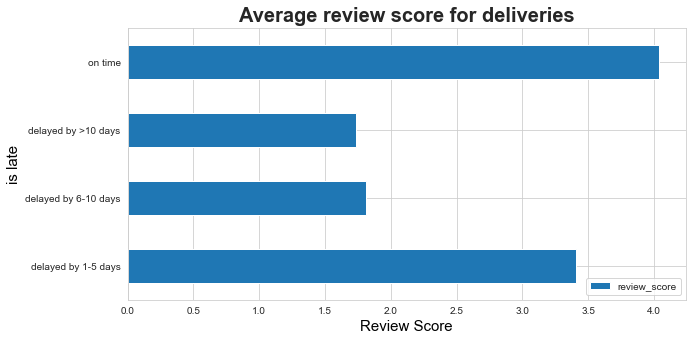 Average review score for deliveries
on time
delayed by >10 days
delayed by 6-10 days
delayed by 1-5 days
is late
review_score
0.0 0.5 1.0 1.5 2.0 2.5 3.0 3.5 4.0
Review Score